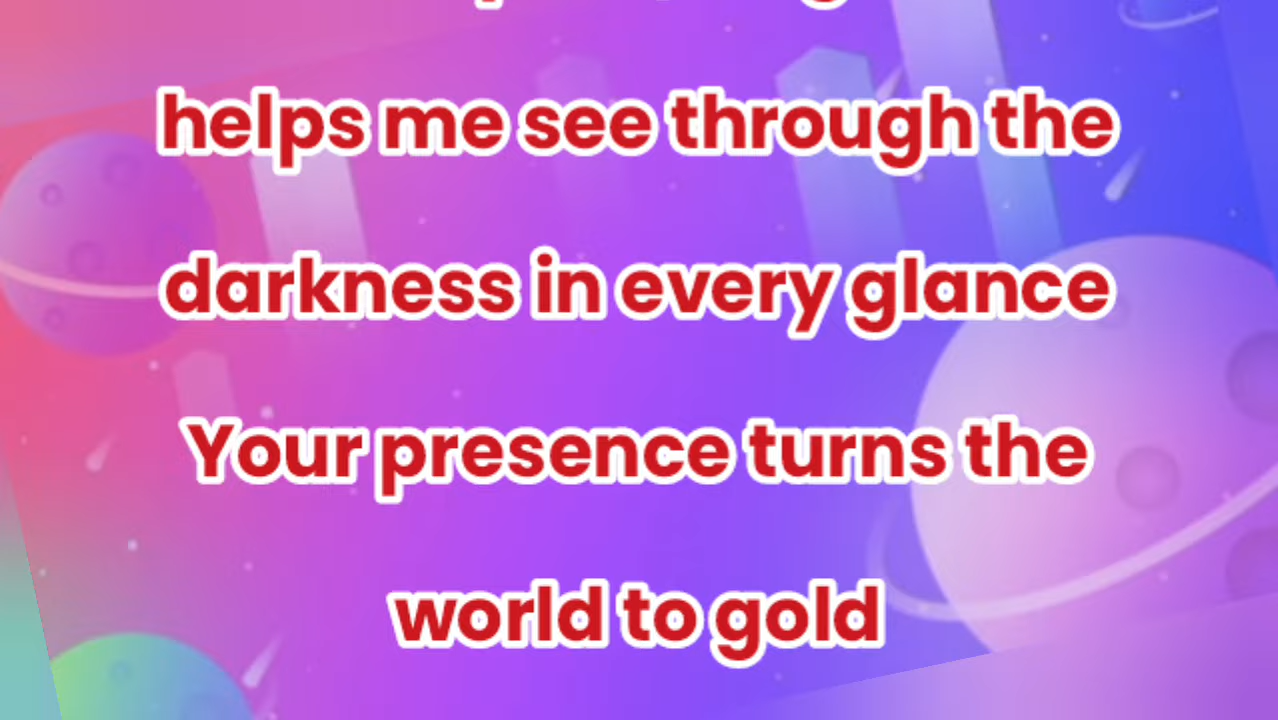 helps me see through the
darkness in every glance
Your presence turns the
world to gold